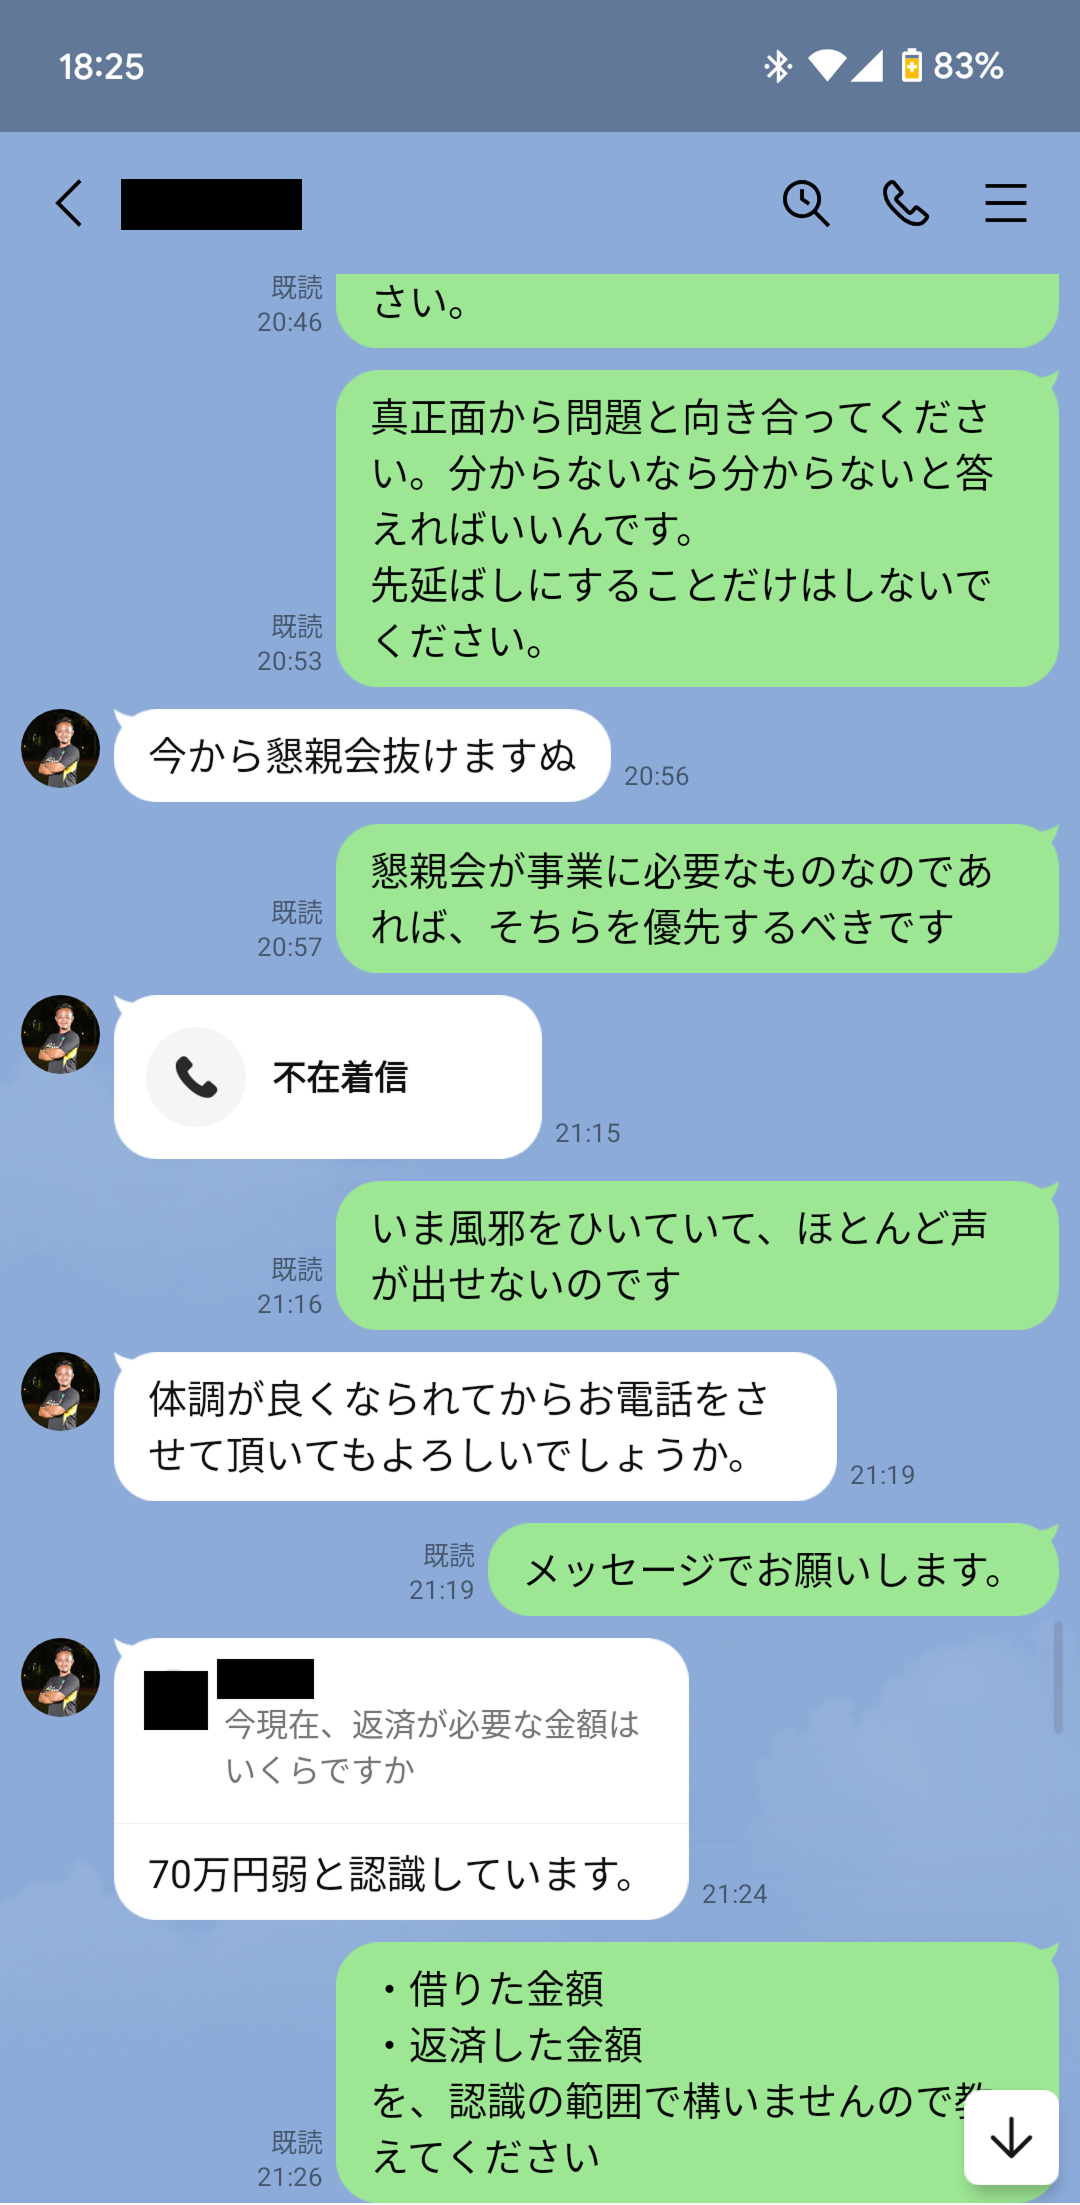 18:25
83%
さい。
既読
20:46
真正面から問題と向き合ってくださ
い。分からないなら分からないと答
えればいいんです。
先延ばしにすることだけはしないで
ください。
既読
20:53
今から懇親会抜けますぬ
20:56
懇親会が事業に必要なものなのであ
れば、そちらを優先するべきです
既読
20:57
不在着信
21:15
いま風邪をひいていて、ほとんど声
が出せないのです
既読
21:16
体調が良くなられてからお電話をさ
せて頂いてもよろしいでしょうか。
21:19
メッセージでお願いします。
既読
21:19
今現在、返済が必要な金額は
いくらですか
70万円弱と認識しています。
21:24
・借りた金額
・返済した金額
を、認識の範囲で構いませんので教
えてください
既読
21:26